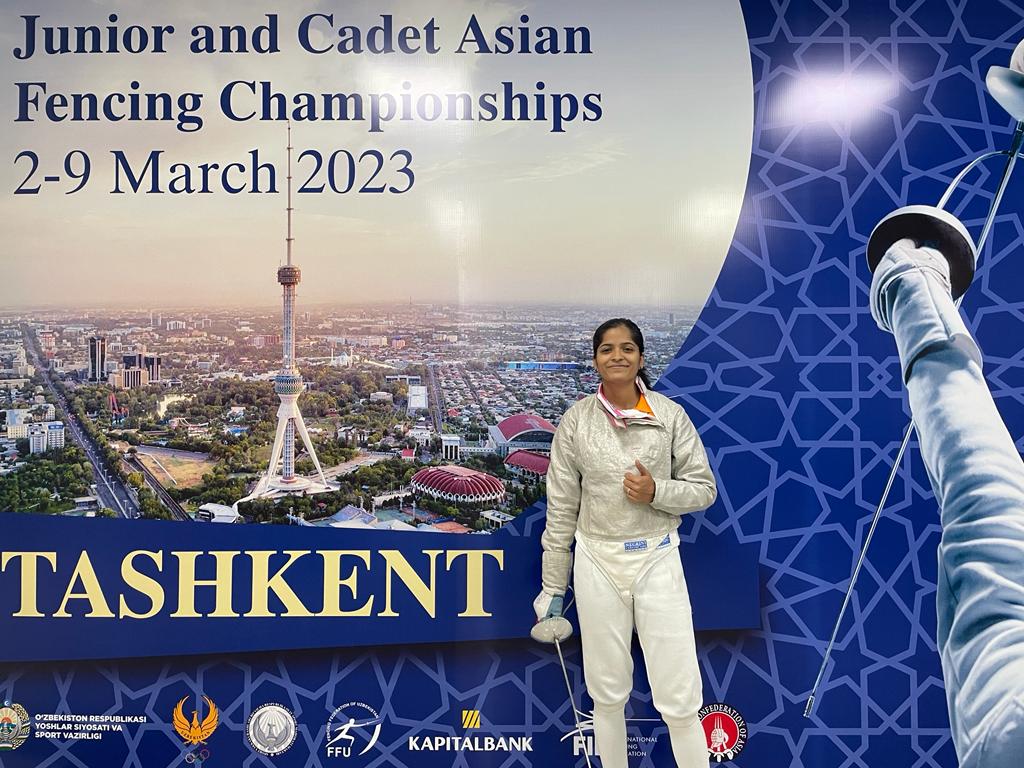 Junior and Cadet Asian
Fencing Championships
2-9 March 2023
TASHKENT
O'ZBEKISTON RESPUBLIKASI
YOSHLAR SIYOSATI VA
SPORT VAZIRLIGI
FFU
KAPITALBANK